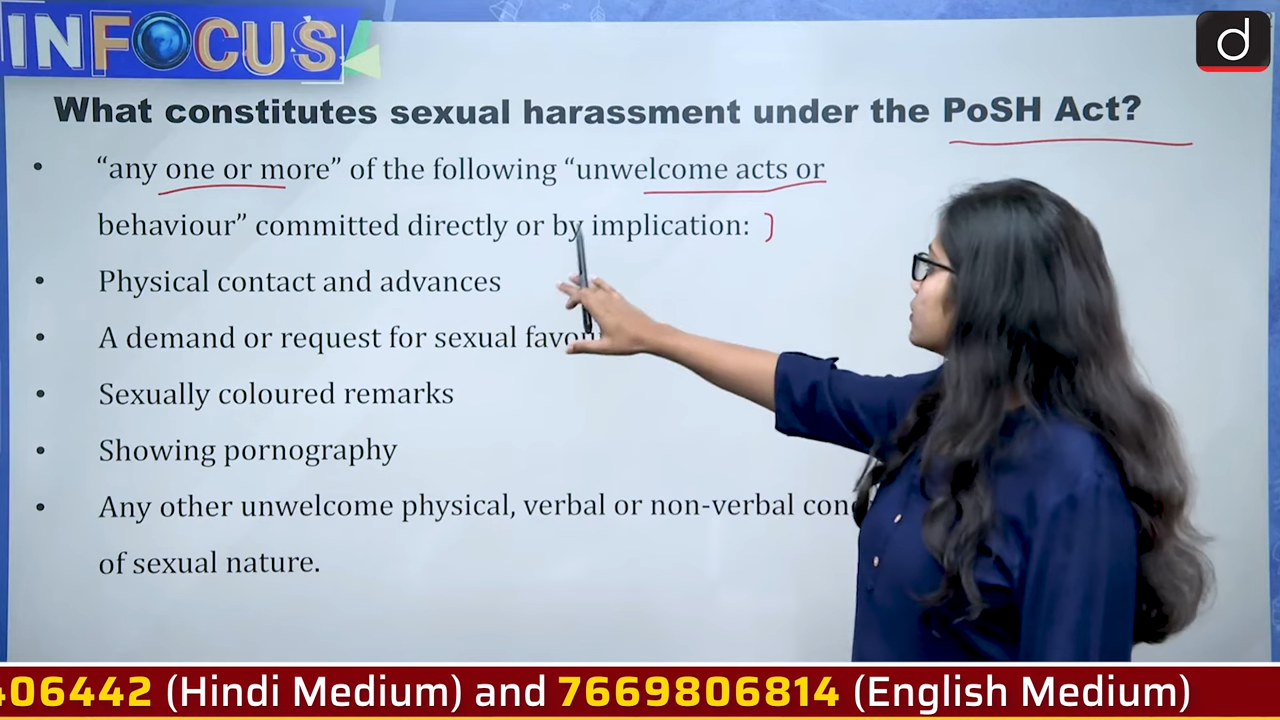 INFOCUS
d
What constitutes sexual harassment under the PoSH Act?
• “any one or more” of the following “unwelcome acts or
behaviour” committed directly or by implication:
• Physical contact and advances
• A demand or request for sexual
• Sexually coloured remarks
• Showing pornography
• Any other unwelcome physical, verbal or non-verbal
of sexual nature.
406442 (Hindi Medium) and 7669806814 (English Medium)